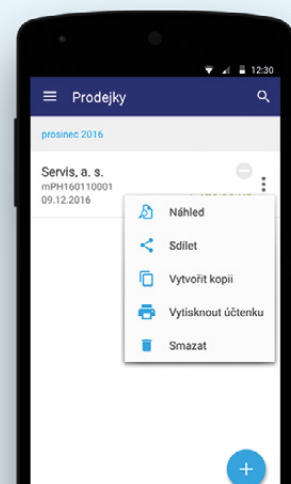 12:30
Prodejky
prosinec 2016
Servis, a. s.
mPH160110001
09.12.2016
Náhled
Sdílet
Vytvořit kopii
Vytisknout účtenku
Smazat